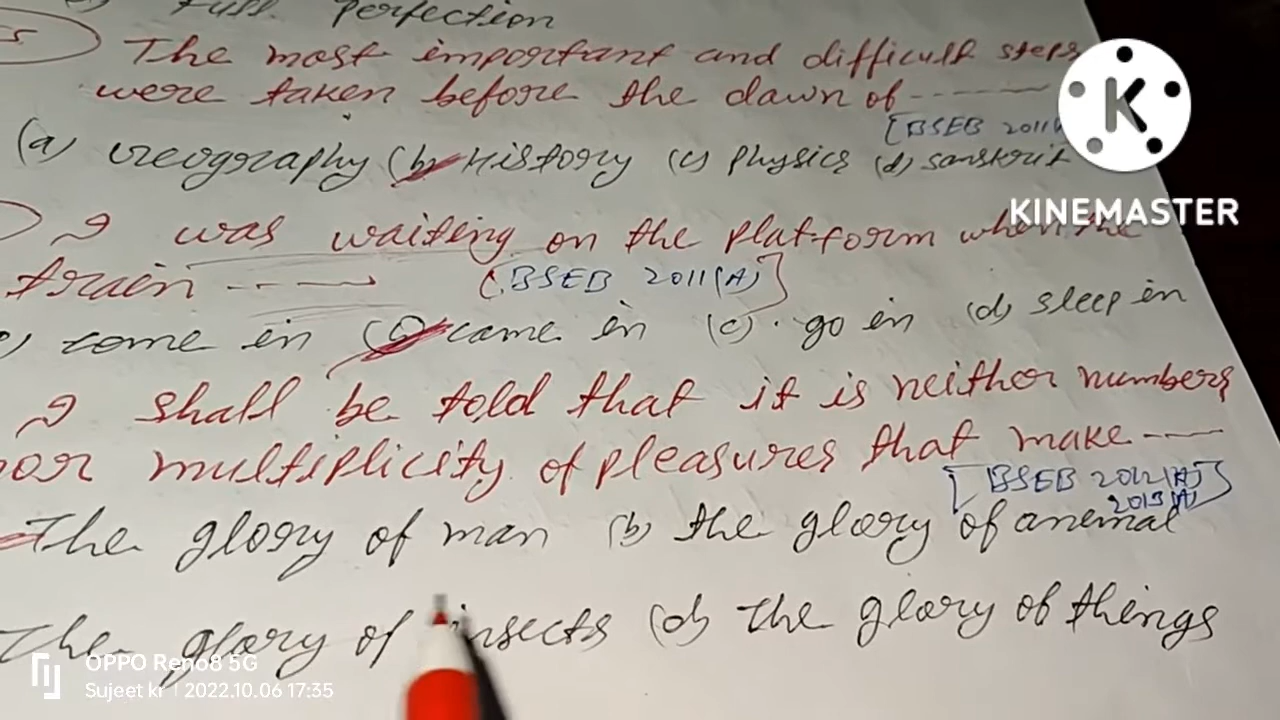 Full perfection
The most important and difficult steps
were taken before the dawn of -------
[BSEB 2011
(a) Geography (b) History (c) physics (d) sanskrit
I was waiting on the platform when the
train ----- [BSEB 2011(A)]
) come in (b) came in (c) go in (d) sleep in
I shall be told that it is neither numbers
nor multiplicity of pleasures that make ----
[BSEB 2012(A)]
2013(A)
The glory of man (b) the glory of anemal
The glory of insects (d) The glory of things
K
KINEMASTER
OPPO Reno8 5G
Sujeet kr | 2022.10.06 17:35